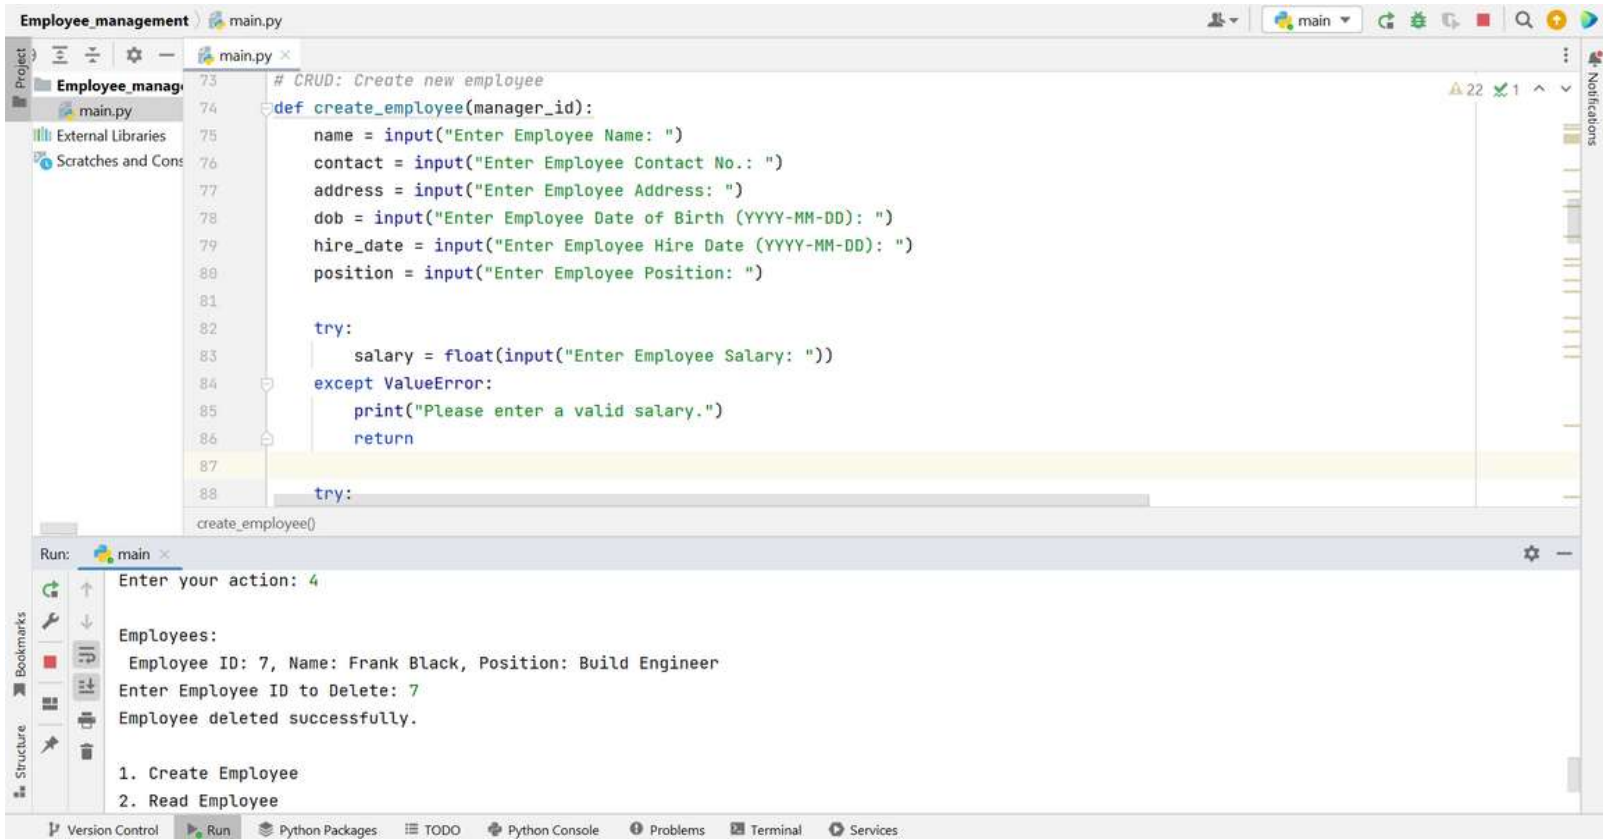 Employee_management main.py
main
Project
main.py
Employee_manag
main.py
External Libraries
Scratches and Cons
73 # CRUD: Create new employee
74 def create_employee(manager_id):
75 name = input("Enter Employee Name: ")
76 contact = input("Enter Employee Contact No.: ")
77 address = input("Enter Employee Address: ")
78 dob = input("Enter Employee Date of Birth (YYYY-MM-DD): ")
79 hire_date = input("Enter Employee Hire Date (YYYY-MM-DD): ")
80 position = input("Enter Employee Position: ")
81
82 try:
83 salary = float(input("Enter Employee Salary: "))
84 except ValueError:
85 print("Please enter a valid salary.")
86 return
87
88 try:
22 1
Notifications
create_employee()
Run: main
Enter your action: 4
Employees:
Employee ID: 7, Name: Frank Black, Position: Build Engineer
Enter Employee ID to Delete: 7
Employee deleted successfully.
1. Create Employee
2. Read Employee
Bookmarks
Structure
Version Control Run Python Packages TODO Python Console Problems Terminal Services